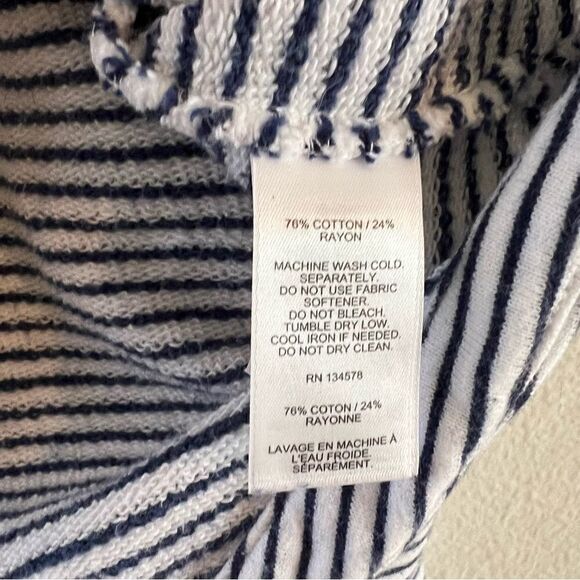 76% COTTON / 24%
RAYON
MACHINE WASH COLD.
SEPARATELY.
DO NOT USE FABRIC
SOFTENER.
DO NOT BLEACH.
TUMBLE DRY LOW.
COOL IRON IF NEEDED.
DO NOT DRY CLEAN.
RN 134578
76% COTON / 24%
RAYONNE
LAVAGE EN MACHINE À
L'EAU FROIDE.
SÉPARÉMENT.